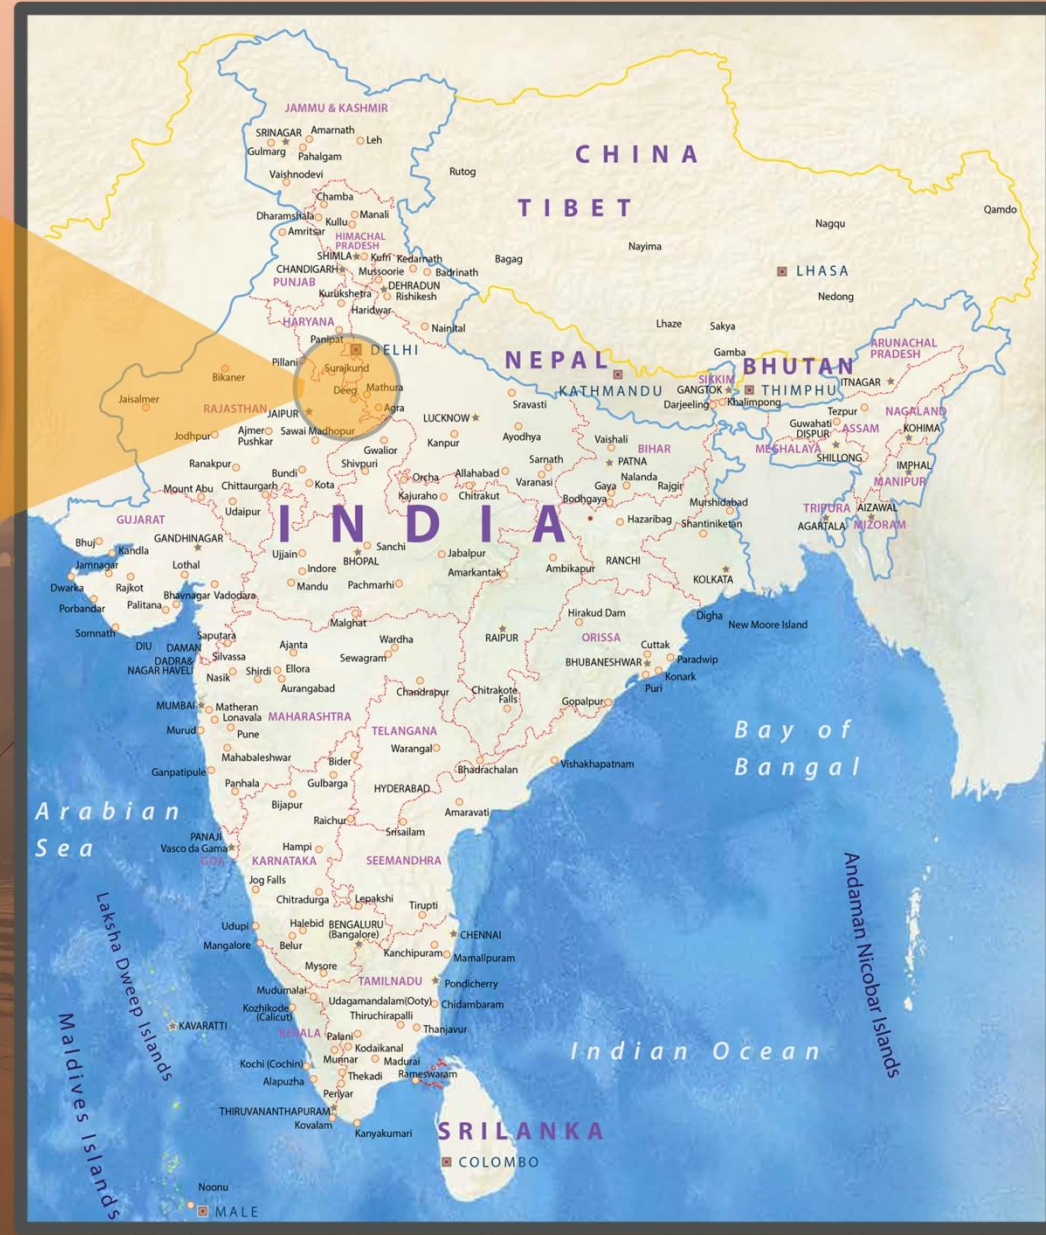 JAMMU & KASHMIR
SRINAGAR
Amarnath
Leh
Gulmarg
Pahalgam
Vaishnodevi
Rutog
CHINA
TIBET
Qamdo
Nagqu
Nayima
Bagag
LHASA
Nedong
Lhaze
Sakya
Gamba
Chamba
Dharamshala
Manali
Kullu
Amritsar
HIMACHAL
PRADESH
SHIMLA
Kufri
Kedarnath
CHANDIGARH
Mussoorie
Badrinath
PUNJAB
DEHRADUN
Kurukshetra
Rishikesh
Haridwar
HARYANA
Nainital
Panipat
DELHI
Pillani
Surajkund
Bikaner
Deeg
Mathura
Jaisalmer
RAJASTHAN
JAIPUR
Agra
NEPAL
KATHMANDU
BHUTAN
THIMPHU
SIKKIM
GANGTOK
Darjeeling
Khalimpong
ARUNACHAL
PRADESH
ITNAGAR
Tezpur
NAGALAND
Guwahati
DISPUR
ASSAM
KOHIMA
MEGHALAYA
SHILLONG
IMPHAL
MANIPUR
TRIPURA
AIZAWAL
AGARTALA
MIZORAM
LUCKNOW
Sravasti
Jodhpur
Ajmer
Pushkar
Sawai Madhopur
Kanpur
Ayodhya
Vaishali
BIHAR
Gwalior
Ranakpur
Bundi
Shivpuri
Sarnath
PATNA
Mount Abu
Chittaurgarh
Kota
Orcha
Allahabad
Varanasi
Nalanda
Gaya
Rajgir
Udaipur
Kajuraho
Chitrakut
Bodhgaya
Murshidabad
INDIA
Hazaribag
Shantiniketan
GUJARAT
GANDHINAGAR
Bhuj
Kandla
Ujjain
BHOPAL
Sanchi
Jabalpur
Jamnagar
Lothal
Indore
Amarkantak
Ambikapur
RANCHI
KOLKATA
Dwarka
Rajkot
Mandu
Pachmarhi
Bhavnagar
Vadodara
Porbandar
Palitana
Somnath
Malghat
Hirakud Dam
Digha
New Moore Island
DIU
DAMAN
Saputara
Ajanta
Wardha
RAIPUR
ORISSA
Cuttak
DADRA&
NAGAR HAVELI
Silvassa
Sewagram
BHUBANESHWAR
Paradwip
Nasik
Shirdi
Ellora
Konark
Aurangabad
Chandrapur
Chitrakote
Falls
Puri
Gopalpur
MUMBAI
Matheran
Lonavala
MAHARASHTRA
Murud
Pune
TELANGANA
Bay of
Bangal
Mahabaleshwar
Warangal
Ganpatipule
Bider
Bhadrachalan
Vishakhapatnam
Panhala
Gulbarga
HYDERABAD
Arabian
Sea
Bijapur
Amaravati
Raichur
Srisailam
PANAJI
Vasco da Gama
GOA
Hampi
KARNATAKA
SEEMANDHRA
Jog Falls
Chitradurga
Lepakshi
Tirupti
Udupi
Halebid
BENGALURU
(Bangalore)
CHENNAI
Mangalore
Belur
Kanchipuram
Mamallpuram
Mysore
TAMILNADU
Pondicherry
Mudumalai
Udagamandalam(Ooty)
Chidambaram
Kozhikode
(Calicut)
Thiruchirapalli
KERALA
Palani
Thanjavur
Kodaikanal
Kochi (Cochin)
Munnar
Madurai
Alapuzha
Thekadi
Rameswaram
Periyar
THIRUVANANTHAPURAM
Kovalam
Kanyakumari
SRILANKA
COLOMBO
Indian Ocean
Andaman Nicobar Islands
Laksha Dweep Islands
KAVARATTI
Maldives Islands
Noonu
MALE